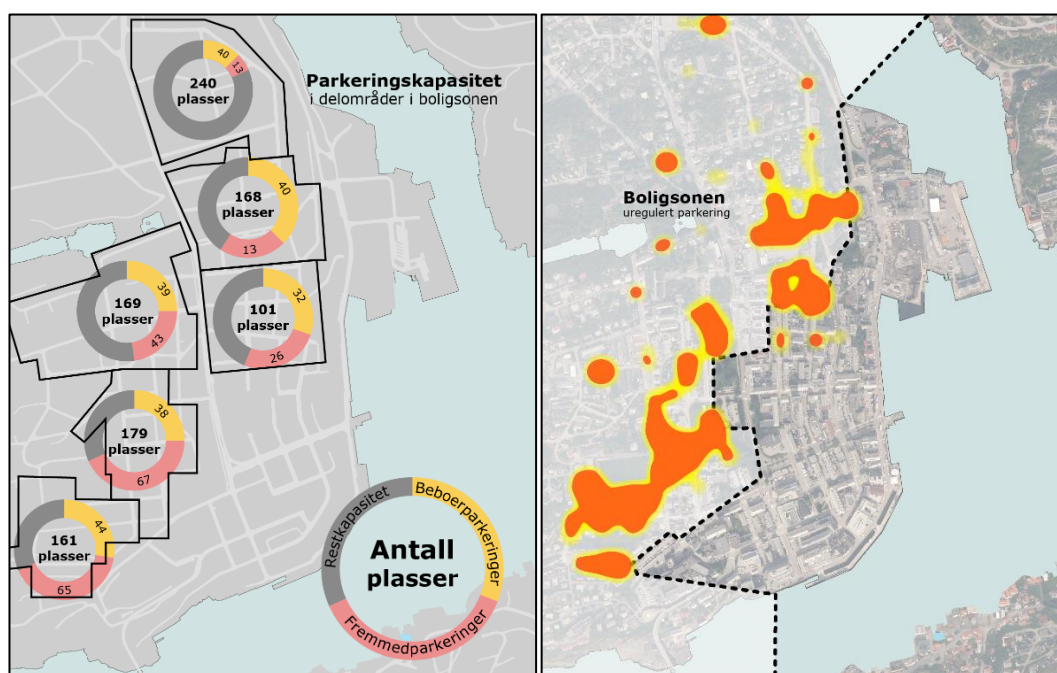 Parkeringskapasitet
i delområder i boligsonen
40
13
240
plasser
40
168
plasser
13
39
169
plasser
43
32
101
plasser
26
38
179
plasser
67
44
161
plasser
65
Restkapasitet
Beboerparkeringer
Antall
plasser
Fremmedparkeringer
Boligsonen
uregulert parkering